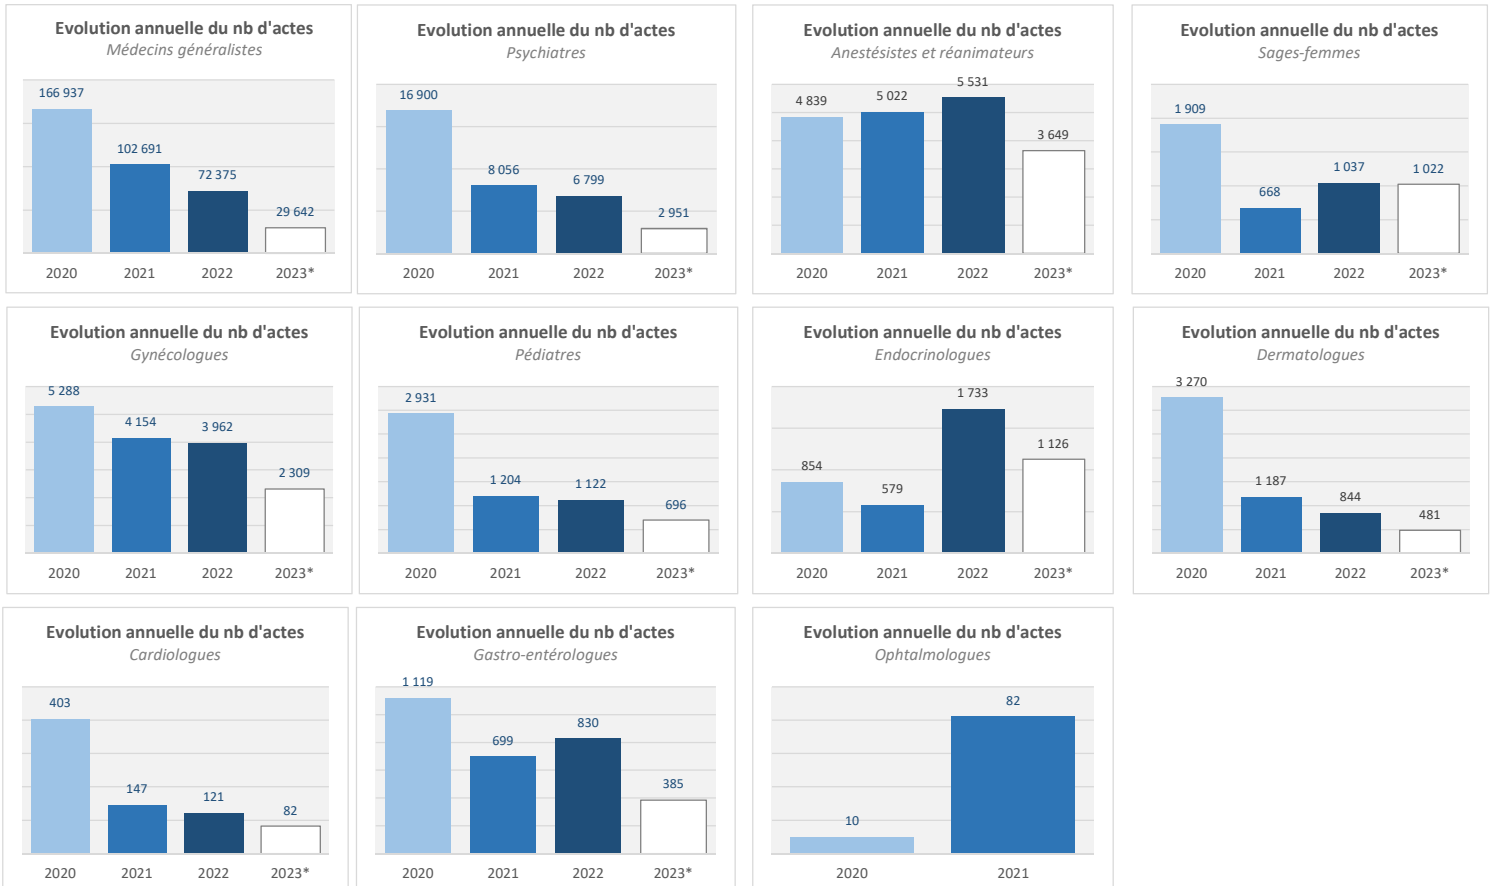 Evolution annuelle du nb d'actes
Médecins généralistes
166 937
102 691
72 375
29 642
2020 2021 2022 2023*
Evolution annuelle du nb d'actes
Psychiatres
16 900
8 056
6 799
2 951
2020 2021 2022 2023*
Evolution annuelle du nb d'actes
Anestésistes et réanimateurs
4 839
5 022
5 531
3 649
2020 2021 2022 2023*
Evolution annuelle du nb d'actes
Sages-femmes
1 909
668
1 037
1 022
2020 2021 2022 2023*
Evolution annuelle du nb d'actes
Gynécologues
5 288
4 154
3 962
2 309
2020 2021 2022 2023*
Evolution annuelle du nb d'actes
Pédiatres
2 931
1 204
1 122
696
2020 2021 2022 2023*
Evolution annuelle du nb d'actes
Endocrinologues
854
579
1 733
1 126
2020 2021 2022 2023*
Evolution annuelle du nb d'actes
Dermatologues
3 270
1 187
844
481
2020 2021 2022 2023*
Evolution annuelle du nb d'actes
Cardiologues
403
147
121
82
2020 2021 2022 2023*
Evolution annuelle du nb d'actes
Gastro-entérologues
1 119
699
830
385
2020 2021 2022 2023*
Evolution annuelle du nb d'actes
Ophtalmologues
10
82
2020 2021